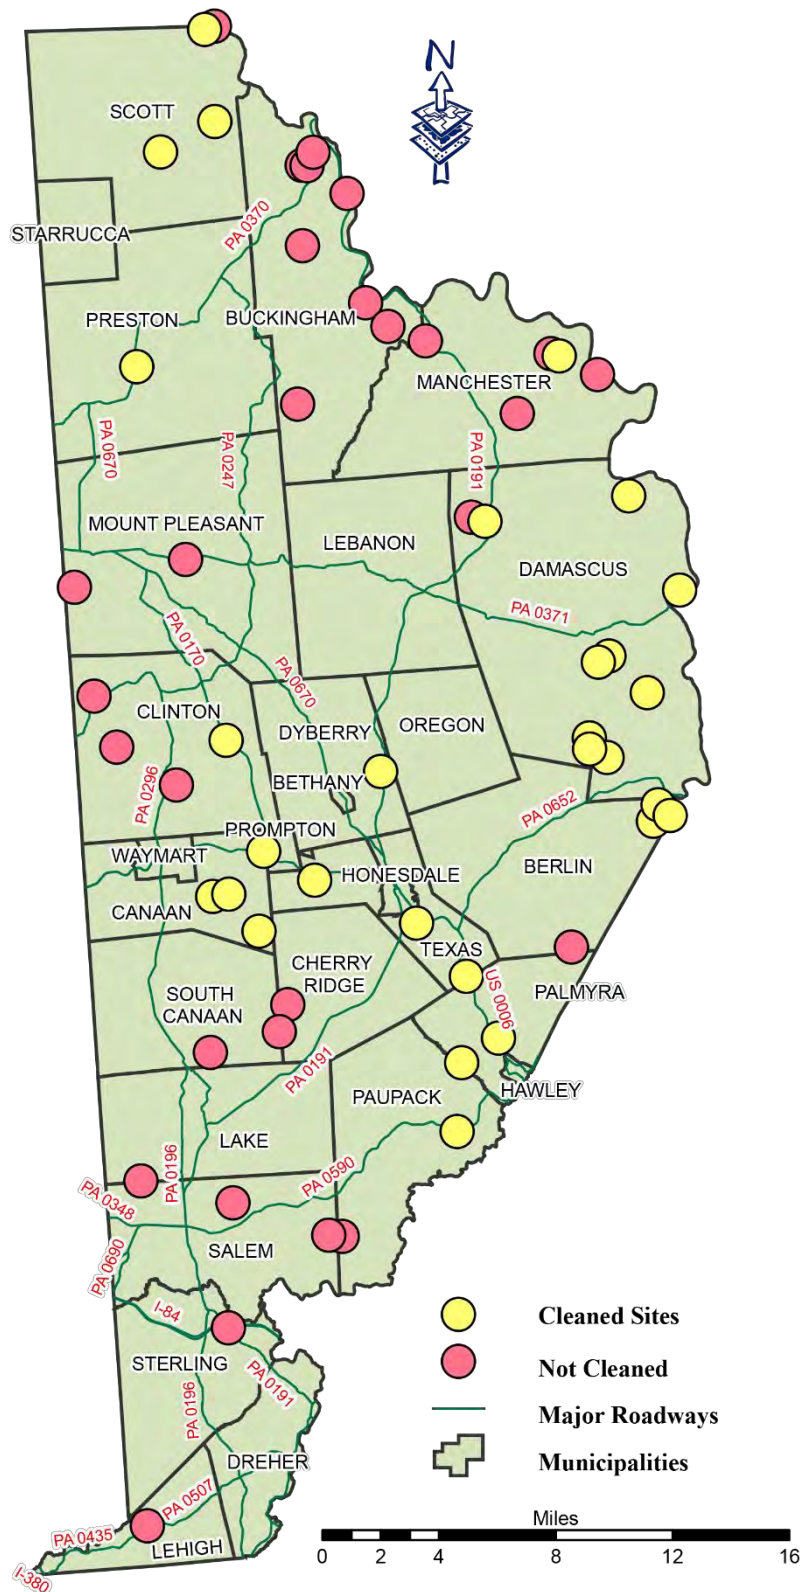 N
SCOTT
STARRUCCA
PA 0370
PRESTON
BUCKINGHAM
MANCHESTER
PA 0670
PA 0247
PA 0191
MOUNT PLEASANT
LEBANON
DAMASCUS
PA 0371
PA 0170
PA 0670
CLINTON
DYBERRY
OREGON
BETHANY
PA 0296
PA 0652
PROMPTON
WAYMART
HONESDALE
BERLIN
CANAAN
TEXAS
CHERRY
RIDGE
SOUTH
CANAAN
US 0006
PALMYRA
PA 0191
PAUPACK
HAWLEY
LAKE
PA 0196
PA 0590
PA 0348
PA 0690
SALEM
I-84
STERLING
PA 0191
PA 0196
DREHER
PA 0507
PA 0435
LEHIGH
I-380
Cleaned Sites
Not Cleaned
Major Roadways
Municipalities
Miles
0 2 4 8 12 16